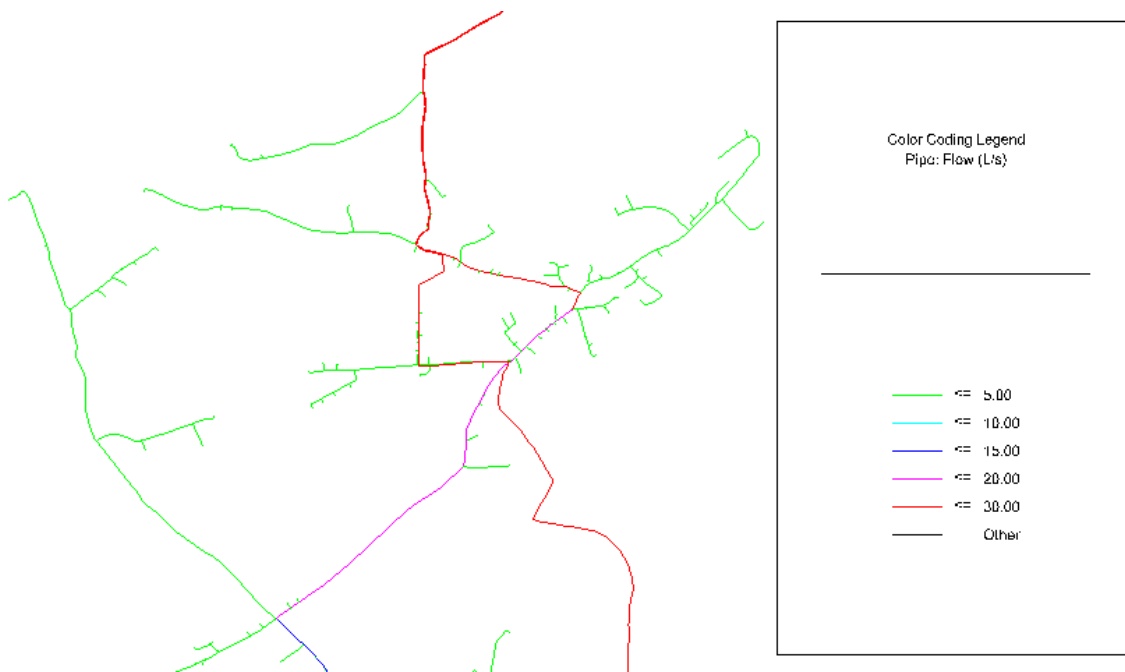 Color Coding Legend
Pipe: Flow (L/s)
<= 5.00
<= 10.00
<= 15.00
<= 20.00
<= 30.00
Other